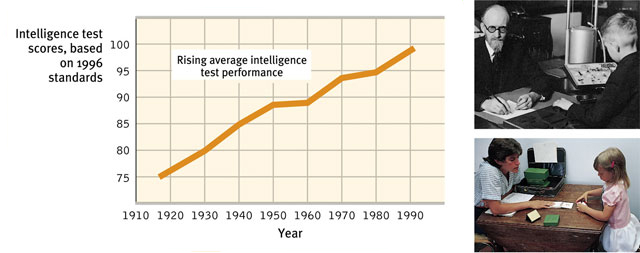 Intelligence test
scores, based
on 1996
standards
100
95
90
85
80
75
Rising average intelligence
test performance
1910 1920 1930 1940 1950 1960 1970 1980 1990
Year